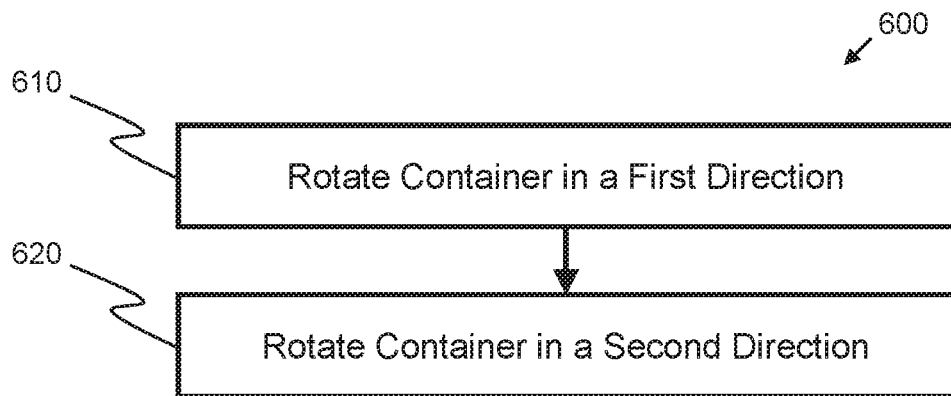 600
610
Rotate Container in a First Direction
620
Rotate Container in a Second Direction